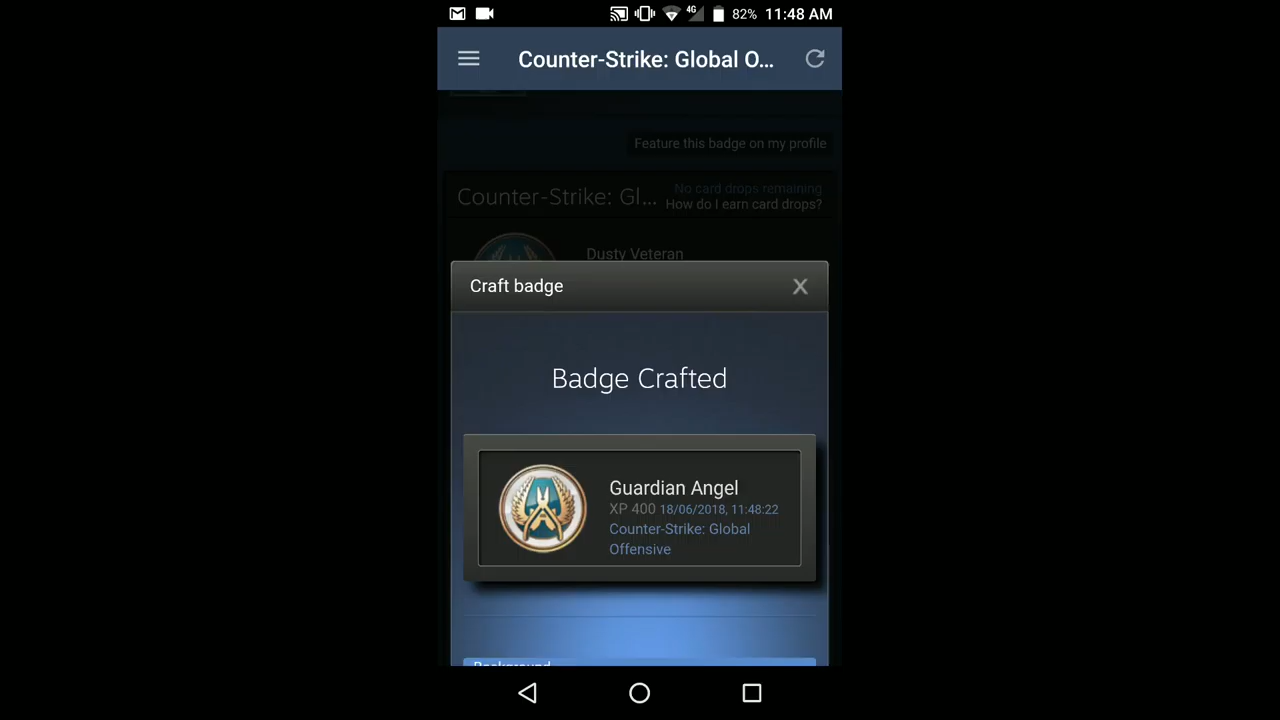 4G 82% 11:48 AM
Counter-Strike: Global O...
Feature this badge on my profile
Counter-Strike: Gl...
No card drops remaining
How do I earn card drops?
Dusty Veteran
Craft badge X
Badge Crafted
Guardian Angel
XP 400 18/06/2018, 11:48:22
Counter-Strike: Global
Offensive
Background